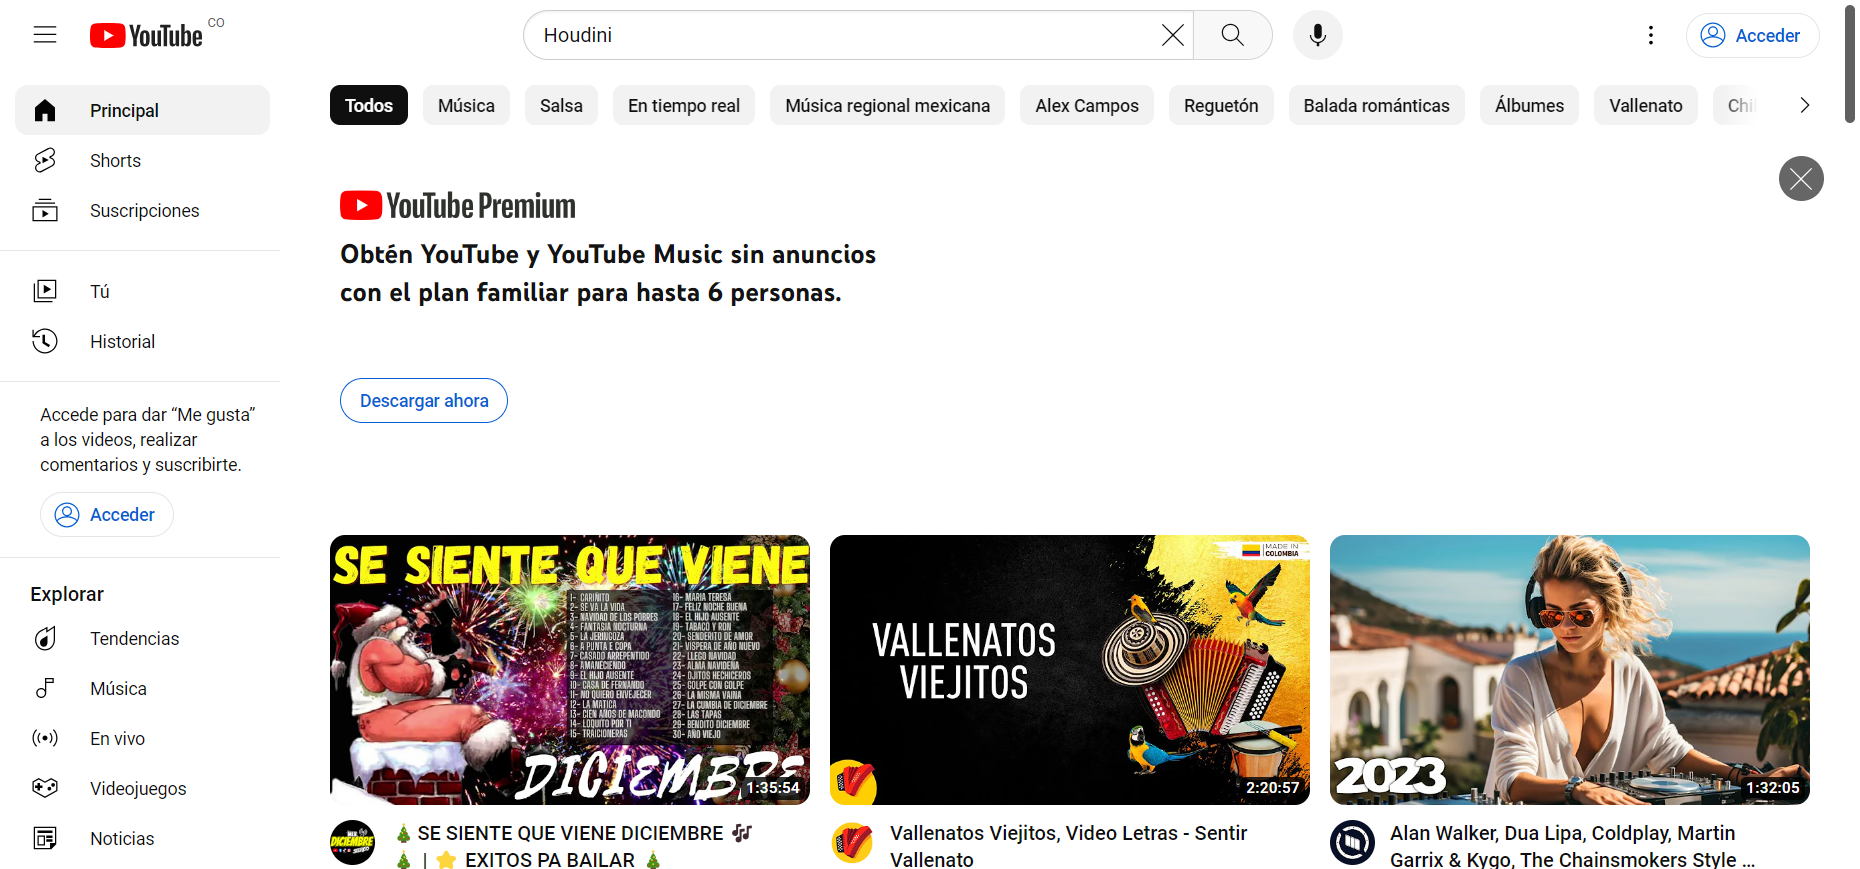 YouTube CO
Houdini
Acceder
Principal
Shorts
Suscripciones
Tú
Historial
Accede para dar “Me gusta”
a los videos, realizar
comentarios y suscribirte.
Acceder
Explorar
Tendencias
Música
En vivo
Videojuegos
Noticias
Todos
Música
Salsa
En tiempo real
Música regional mexicana
Alex Campos
Reguetón
Balada románticas
Álbumes
Vallenato
YouTube Premium
Obtén YouTube y YouTube Music sin anuncios
con el plan familiar para hasta 6 personas.
Descargar ahora
SE SIENTE QUE VIENE
1- CARIÑITO
2- SE VA LA VIDA
3- NAVIDAD DE LOS POBRES
4- FANTASIA NOCTURNA
5- LA JERINGOZA
6- A PUNTA E COPA
7- CASADO ARREPENTIDO
8- AMANECIENDO
9- EL HIJO AUSENTE
10- CASA DE FERNANDO
11- NO QUIERO ENVEJECER
12- LA MATICA
13- CIEN AÑOS DE MACONDO
14- LOQUITO POR TI
15- TRAICIONERAS
16- MARIA TERESA
17- FELIZ NOCHE BUENA
18- EL HIJO AUSENTE
19- TABACO Y RON
20- SENDERITO DE AMOR
21- VISPERA DE AÑO NUEVO
22- LLEGO NAVIDAD
23- ALMA NAVIDEÑA
24- OJITOS HECHICEROS
25- GOLPE CON GOLPE
26- LA MISMA VAINA
27- LA CUMBIA DE DICIEMBRE
28- LAS TAPAS
29- BENDITO DICIEMBRE
30- AÑO VIEJO
DICIEMBRE
1:35:54
DICIEMBRE
🎄 SE SIENTE QUE VIENE DICIEMBRE 🎶
🎄 | ⭐ EXITOS PA BAILAR 🎄
MADE IN
COLOMBIA
VALLENATOS
VIEJITOS
2:20:57
Vallenatos Viejitos, Video Letras - Sentir
Vallenato
2023
1:32:05
Alan Walker, Dua Lipa, Coldplay, Martin
Garrix & Kygo, The Chainsmokers Style ...